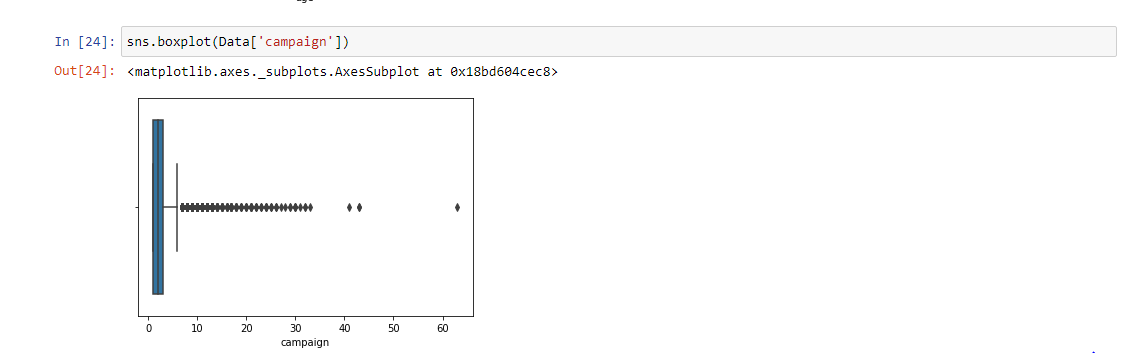 In [24]: sns.boxplot(Data['campaign'])
Out[24]: <matplotlib.axes._subplots.AxesSubplot at 0x18bd604cec8>
0 10 20 30 40 50 60
campaign